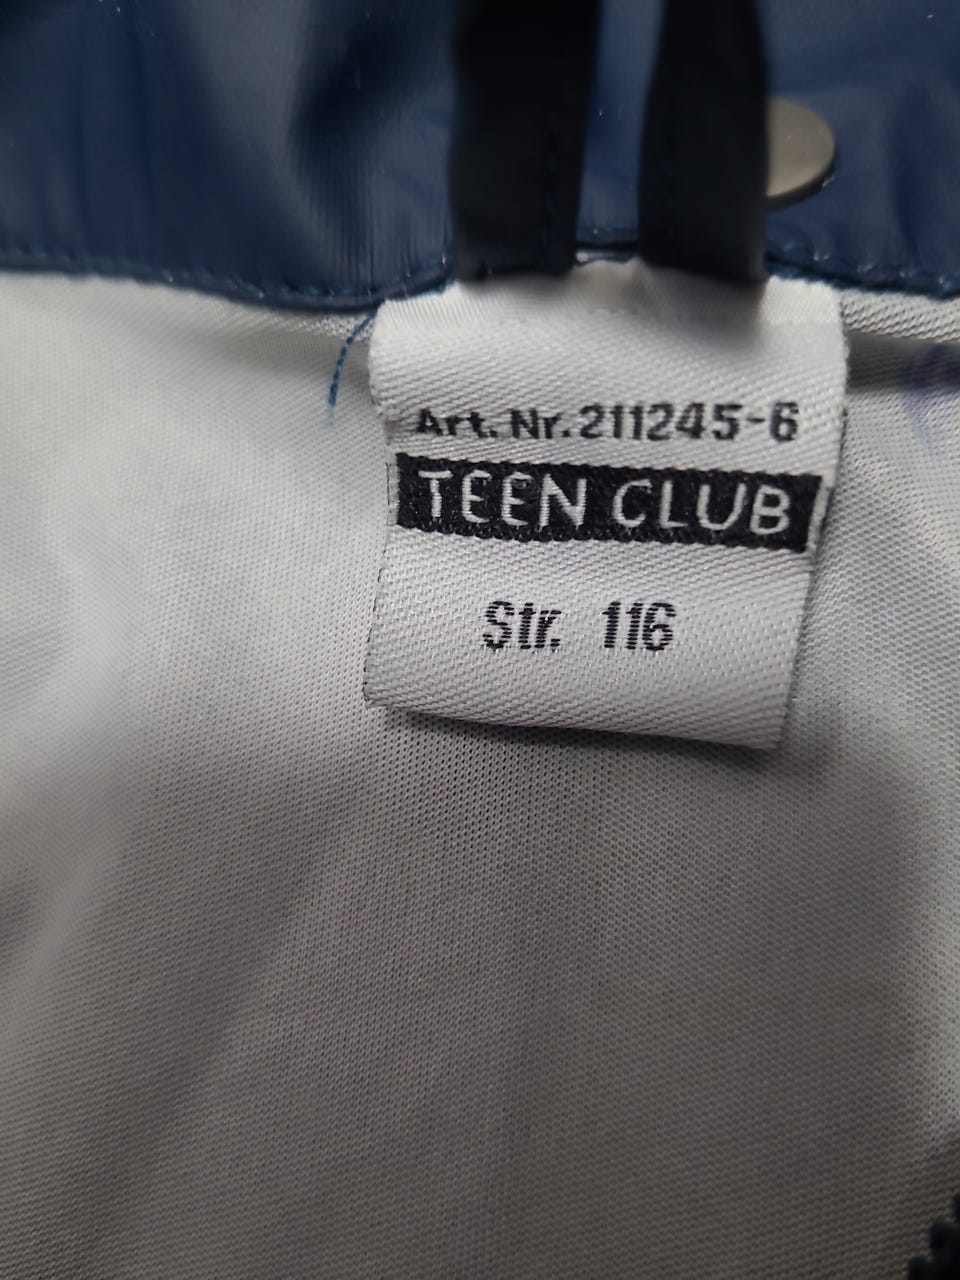 Art. Nr.211245-6
TEEN CLUB
Str. 116